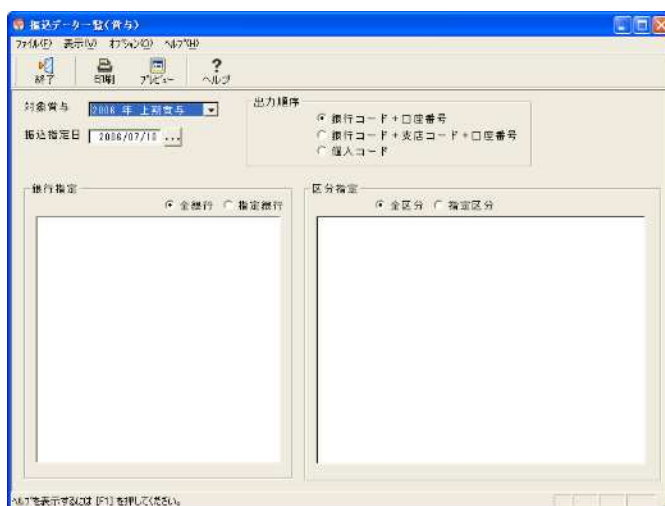 振込データ一覧(賞与)
ファイル(F) 表示(V) オプション(O) ヘルプ(H)
終了 印刷 プレビュー ヘルプ
?
対象賞与 2006 年 上期賞与
振込指定日 2006/07/10 ...
出力順序
銀行コード+口座番号
銀行コード+支店コード+口座番号
個人コード
銀行指定
全銀行 指定銀行
区分指定
全区分 指定区分
ヘルプを表示するには [F1] を押してください。